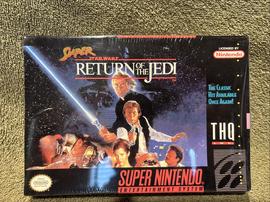 SUPER
STAR WARS
RETURN OF THE JEDI
LICENSED BY
Nintendo
THE CLASSIC
HIT AVAILABLE
ONCE AGAIN!
THQ
SUPER NINTENDO
ENTERTAINMENT SYSTEM